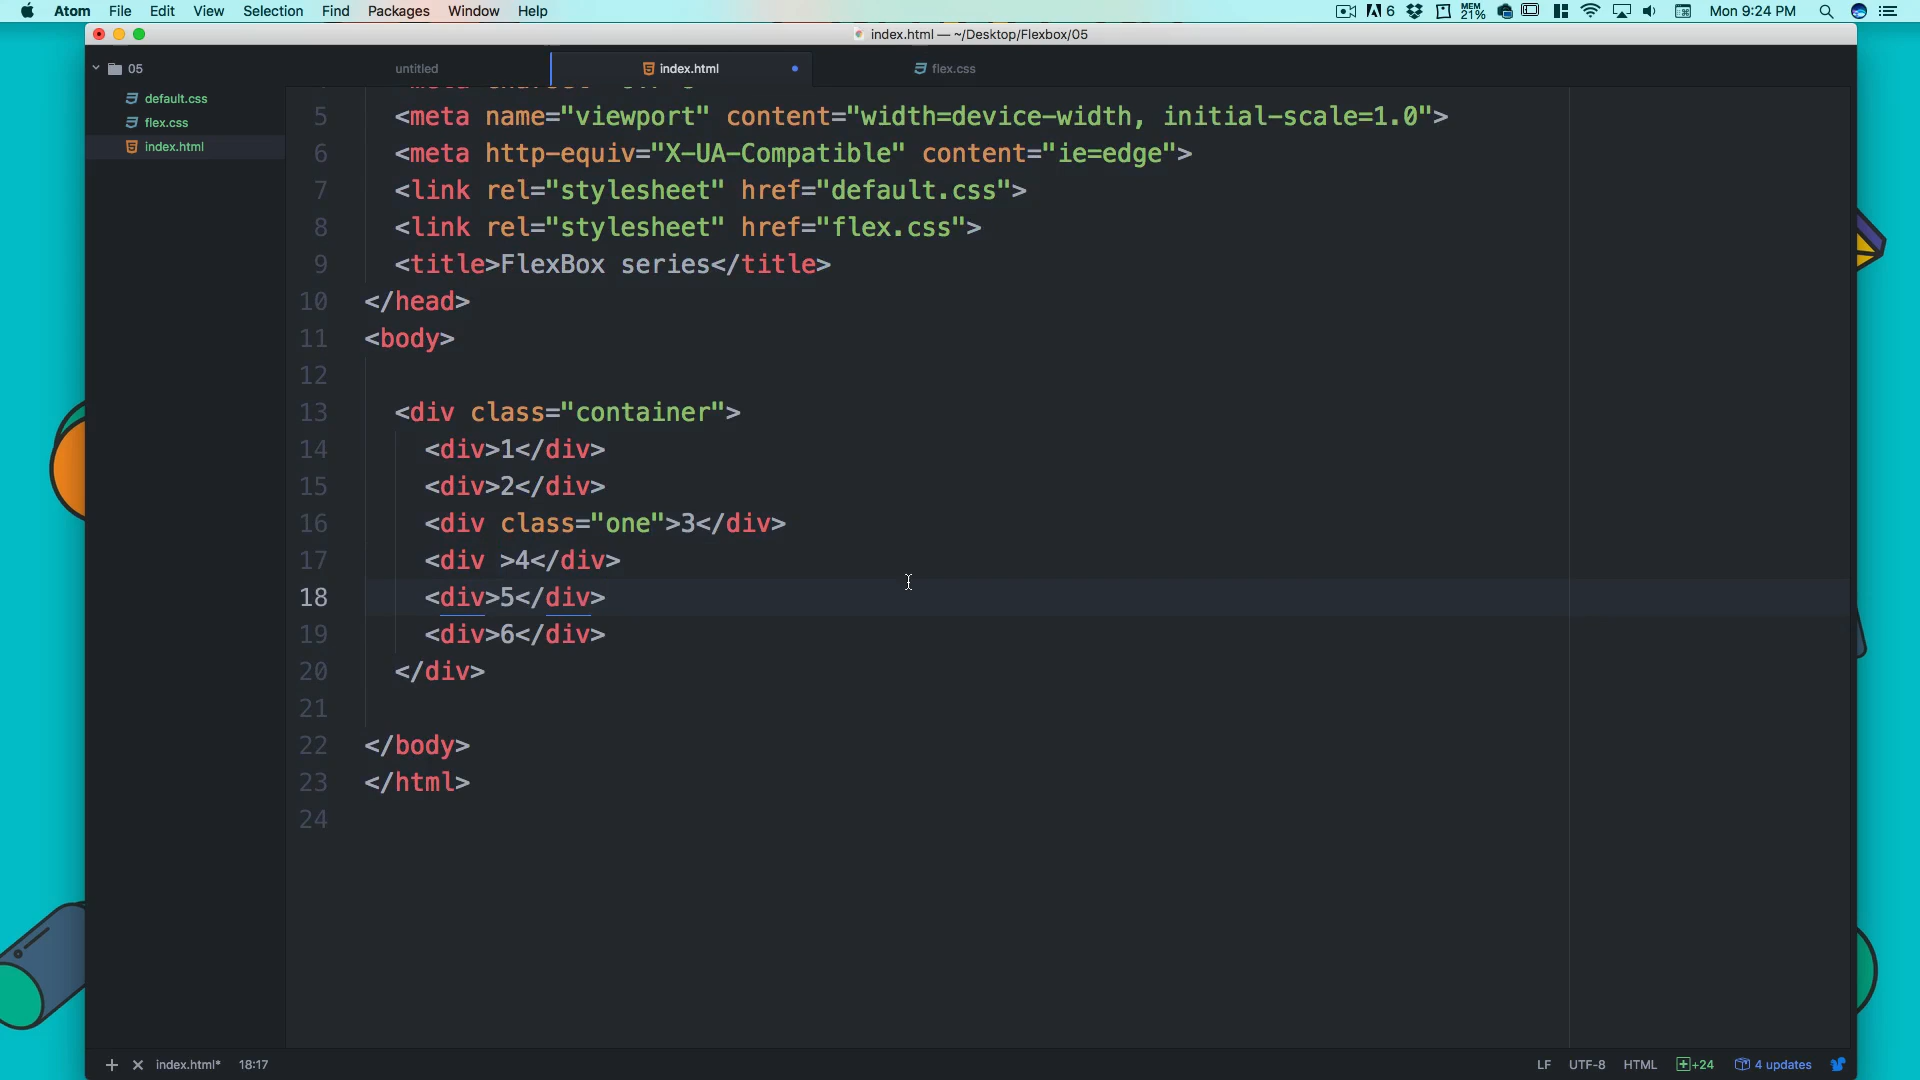 Atom File Edit View Selection Find Packages Window Help 6 MEM 21% Mon 9:24 PM
index.html — ~/Desktop/Flexbox/05
05
default.css
flex.css
index.html
untitled index.html flex.css
5 <meta name="viewport" content="width=device-width, initial-scale=1.0">
6 <meta http-equiv="X-UA-Compatible" content="ie=edge">
7 <link rel="stylesheet" href="default.css">
8 <link rel="stylesheet" href="flex.css">
9 <title>FlexBox series</title>
10 </head>
11 <body>
12
13 <div class="container">
14 <div>1</div>
15 <div>2</div>
16 <div class="one">3</div>
17 <div >4</div>
18 <div>5</div>
19 <div>6</div>
20 </div>
21
22 </body>
23 </html>
24
index.html* 18:17 LF UTF-8 HTML +24 4 updates